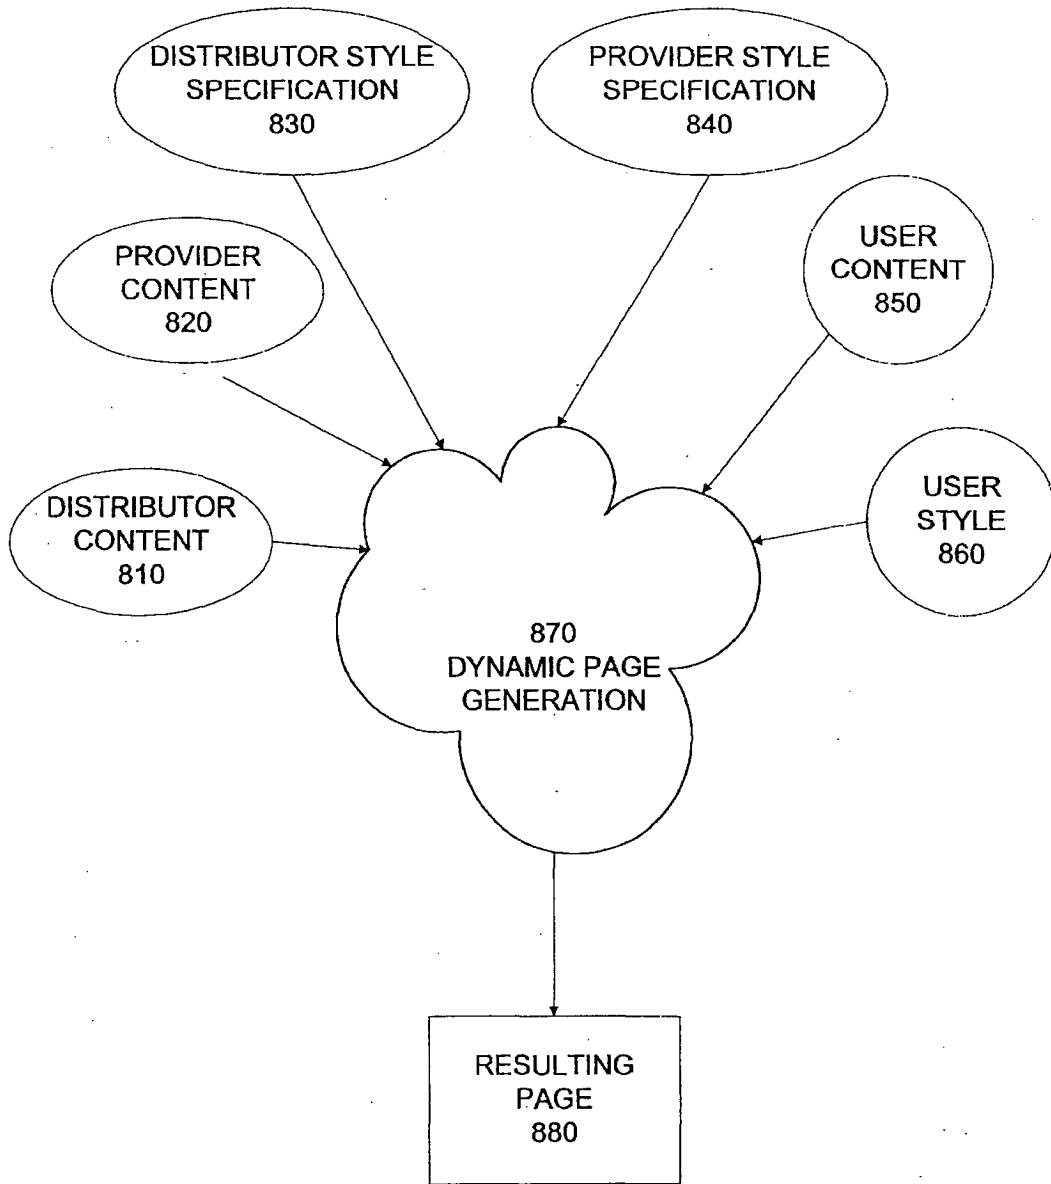 DISTRIBUTOR STYLE
SPECIFICATION
830
PROVIDER STYLE
SPECIFICATION
840
PROVIDER
CONTENT
820
USER
CONTENT
850
DISTRIBUTOR
CONTENT
810
USER
STYLE
860
870
DYNAMIC PAGE
GENERATION
RESULTING
PAGE
880